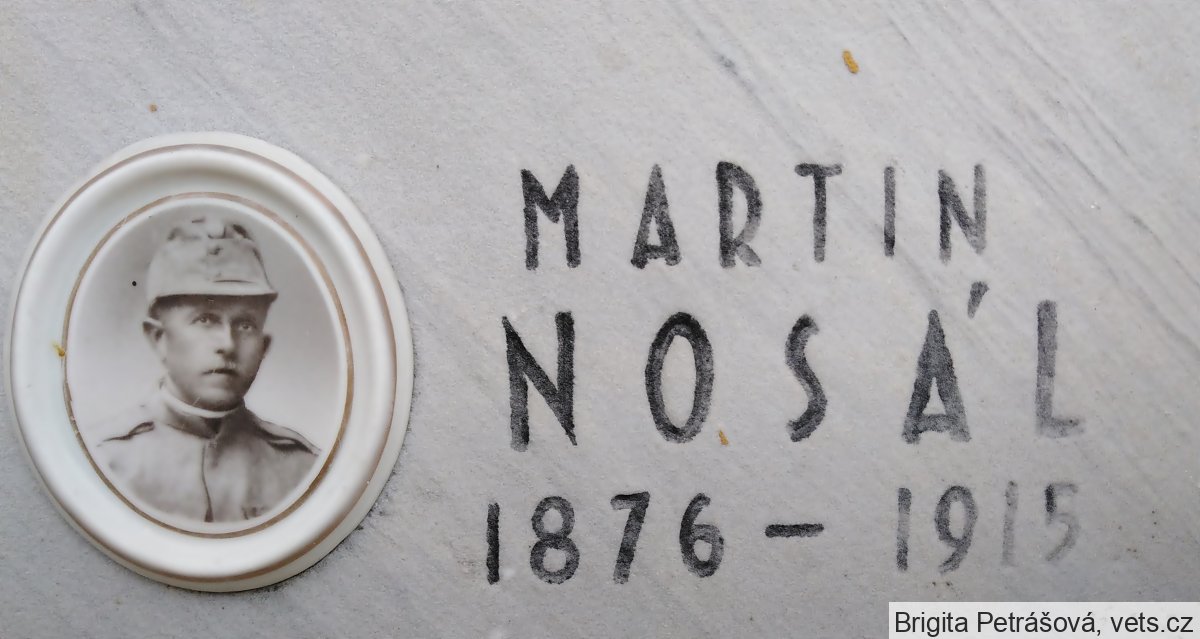 MARTIN
NOSÁL
1876 – 1915
Brigita Petrášová, vets.cz